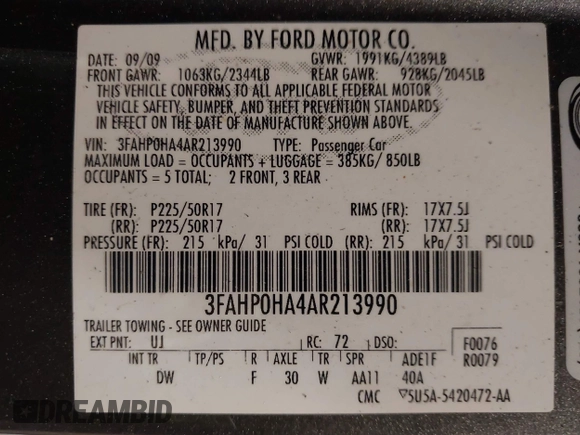 MFD. BY FORD MOTOR CO.
DATE: 09/09 GVWR: 1991KG/4389LB
FRONT GAWR: 1063KG/2344LB REAR GAWR: 928KG/2045LB
THIS VEHICLE CONFORMS TO ALL APPLICABLE FEDERAL MOTOR
VEHICLE SAFETY, BUMPER, AND THEFT PREVENTION STANDARDS
IN EFFECT ON THE DATE OF MANUFACTURE SHOWN ABOVE.
VIN: 3FAHP0HA4AR213990 TYPE: Passenger Car
MAXIMUM LOAD = OCCUPANTS + LUGGAGE = 385KG/ 850LB
OCCUPANTS = 5 TOTAL; 2 FRONT, 3 REAR
TIRE (FR): P225/50R17 RIMS (FR): 17X7.5J
(RR): P225/50R17 (RR): 17X7.5J
PRESSURE (FR): 215 kPa/ 31 PSI COLD (RR): 215 kPa/ 31 PSI COLD
3FAHP0HA4AR213990
TRAILER TOWING - SEE OWNER GUIDE
EXT PNT: UJ RC: 72 DSO: F0076
INT TR TP/PS R AXLE TR SPR ADE1F R0079
DW F 30 W AA11 40A
CMC ▽5U5A-5420472-AA
DREAMBID